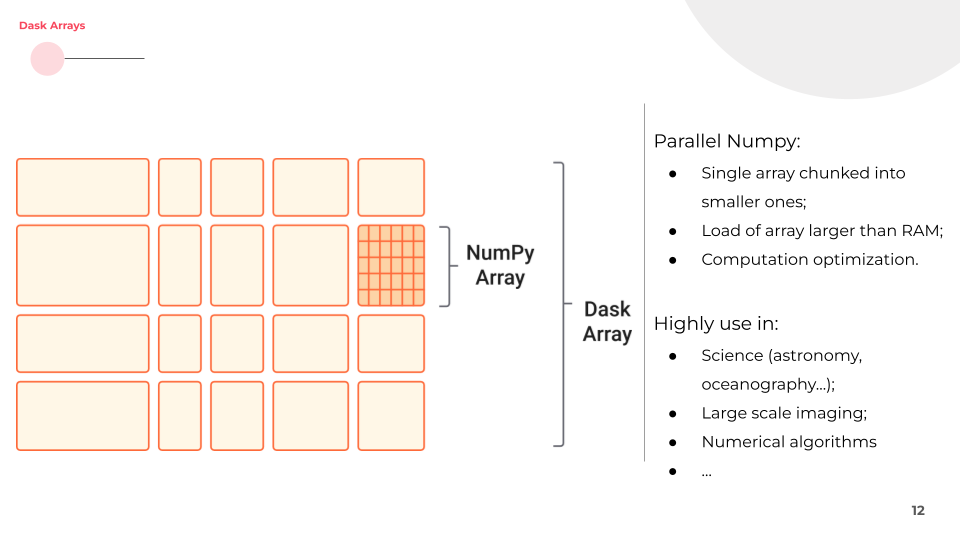 Dask Arrays
NumPy
Array
Dask
Array
Parallel Numpy:
● Single array chunked into
smaller ones;
● Load of array larger than RAM;
● Computation optimization.
Highly use in:
● Science (astronomy,
oceanography...);
● Large scale imaging;
● Numerical algorithms
● ...
12